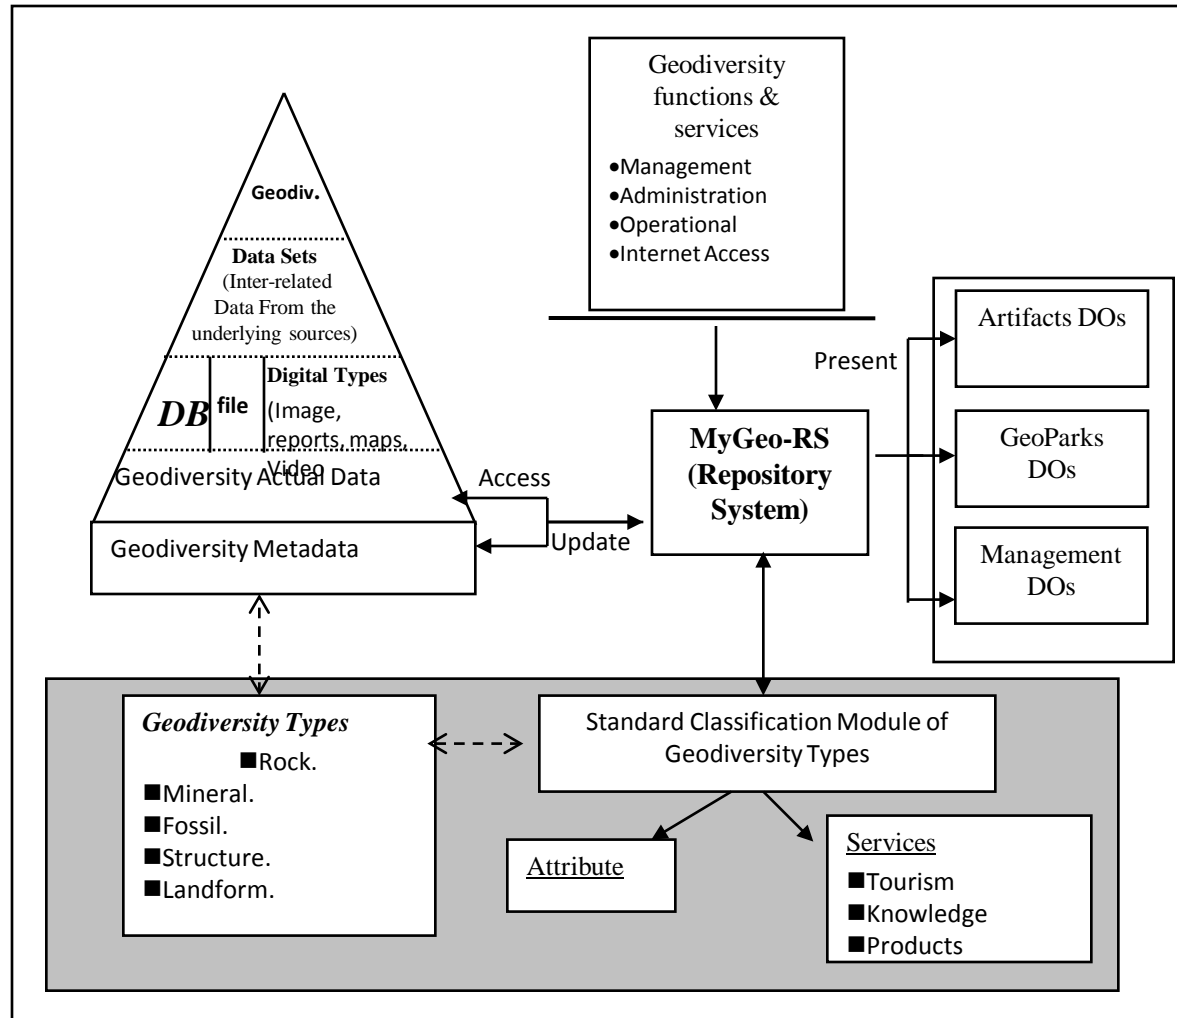 Geodiversity
functions &
services
•Management
•Administration
•Operational
•Internet Access
Geodiv.
Data Sets
(Inter-related
Data From the
underlying sources)
DB
file
Digital Types
(Image,
reports, maps,
Video
Geodiversity Actual Data
Geodiversity Metadata
Access
Update
MyGeo-RS
(Repository
System)
Present
Artifacts DOs
GeoParks
DOs
Management
DOs
Geodiversity Types
■Rock.
■Mineral.
■Fossil.
■Structure.
■Landform.
Standard Classification Module of
Geodiversity Types
Attribute
Services
■Tourism
■Knowledge
■Products